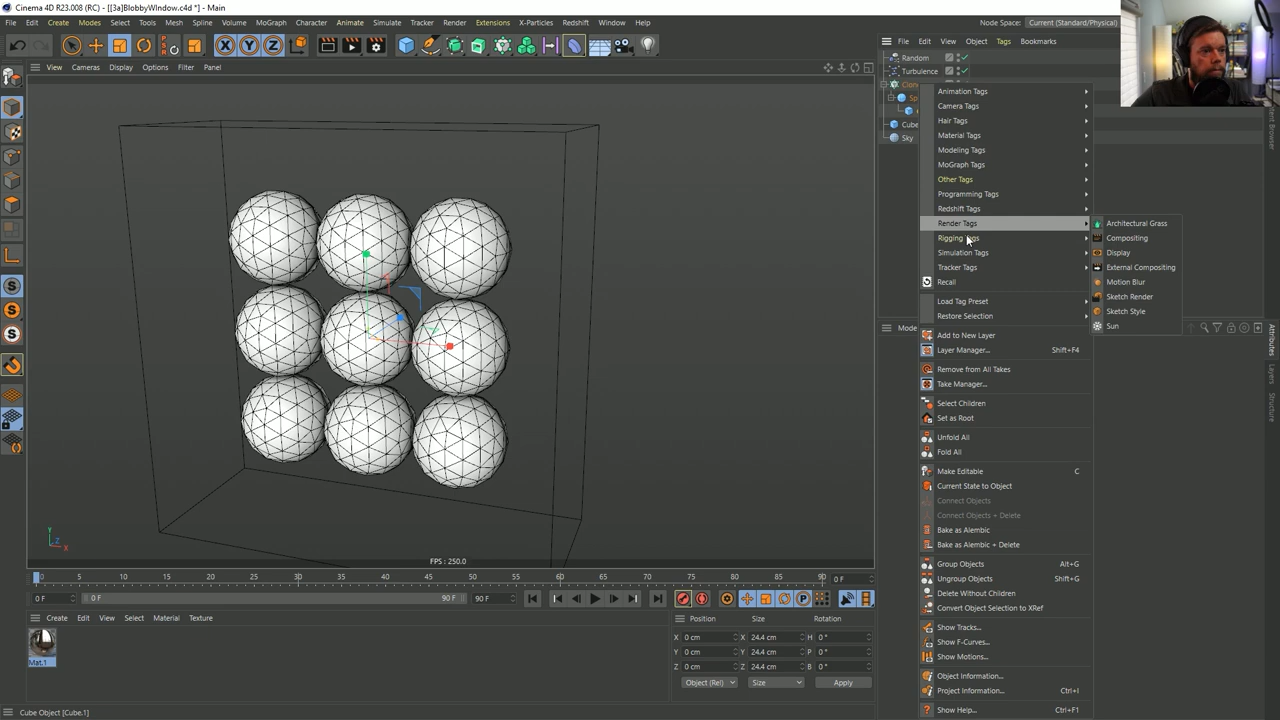 Cinema 4D R23.008 (RC) - [[3a]BlobbyWIndow.c4d *] - Main
File Edit Create Modes Select Tools Mesh Spline Volume MoGraph Character Animate Simulate Tracker Render Extensions X-Particles Redshift Window Help Node Space: Current (Standard/Physical)
File Edit View Object Tags Bookmarks
View Cameras Display Options Filter Panel
Random
Turbulence
Cube
Sky
Animation Tags
Camera Tags
Hair Tags
Material Tags
Modeling Tags
MoGraph Tags
Other Tags
Programming Tags
Redshift Tags
Render Tags
Rigging Tags
Simulation Tags
Tracker Tags
Recall
Load Tag Preset
Restore Selection
Add to New Layer
Layer Manager... Shift+F4
Remove from All Takes
Take Manager...
Select Children
Set as Root
Unfold All
Fold All
Make Editable C
Current State to Object
Connect Objects
Connect Objects + Delete
Bake as Alembic
Bake as Alembic + Delete
Group Objects Alt+G
Ungroup Objects Shift+G
Delete Without Children
Convert Object Selection to XRef
Show Tracks...
Show F-Curves...
Show Motions...
Object Information...
Project Information... Ctrl+I
Show Help... Ctrl+F1
Architectural Grass
Compositing
Display
External Compositing
Motion Blur
Sketch Render
Sketch Style
Sun
Mode
Attributes
Layers
Structure
Y
Z
X
FPS : 250.0
0 5 10 15 20 25 30 35 40 45 50 55 60 65 70 75 80 85 90 0 F
0 F 0 F 90 F 90 F
Create Edit View Select Material Texture
Mat.1
Position Size Rotation
X 0 cm X 24.4 cm H 0 °
Y 0 cm Y 24.4 cm P 0 °
Z 0 cm Z 24.4 cm B 0 °
Object (Rel) Size Apply
Cube Object [Cube.1]